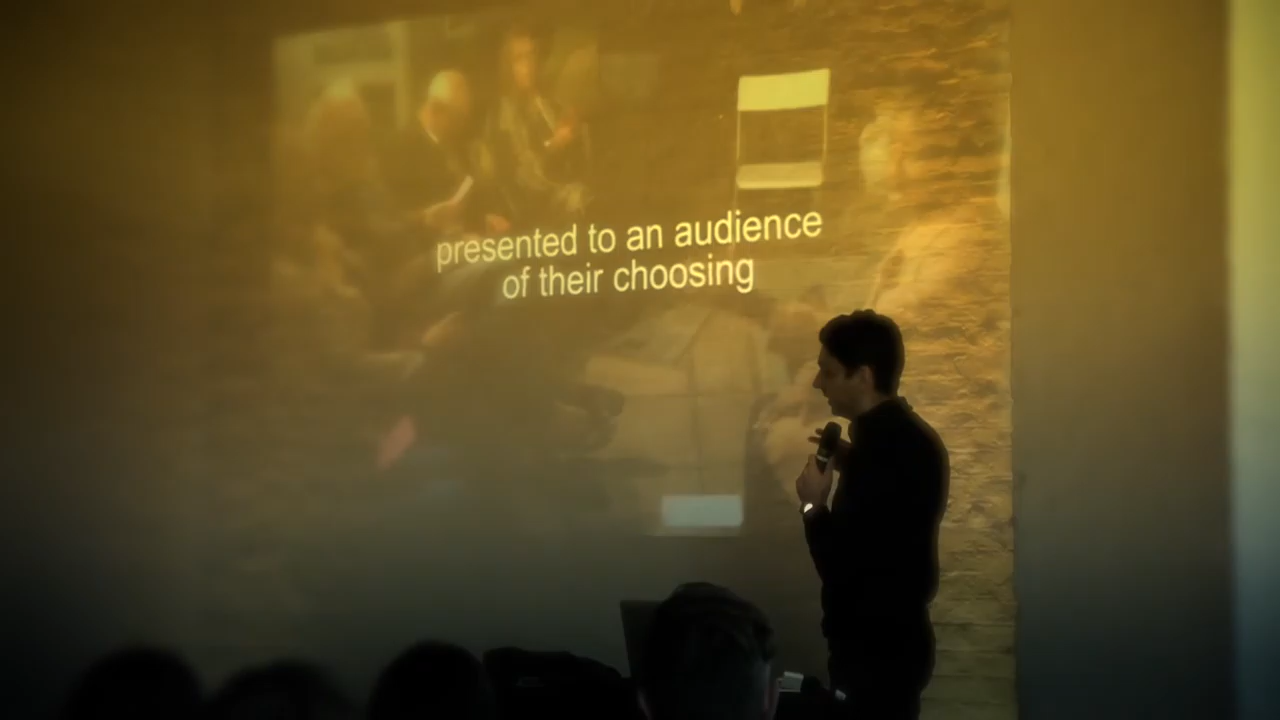 presented to an audience
of their choosing